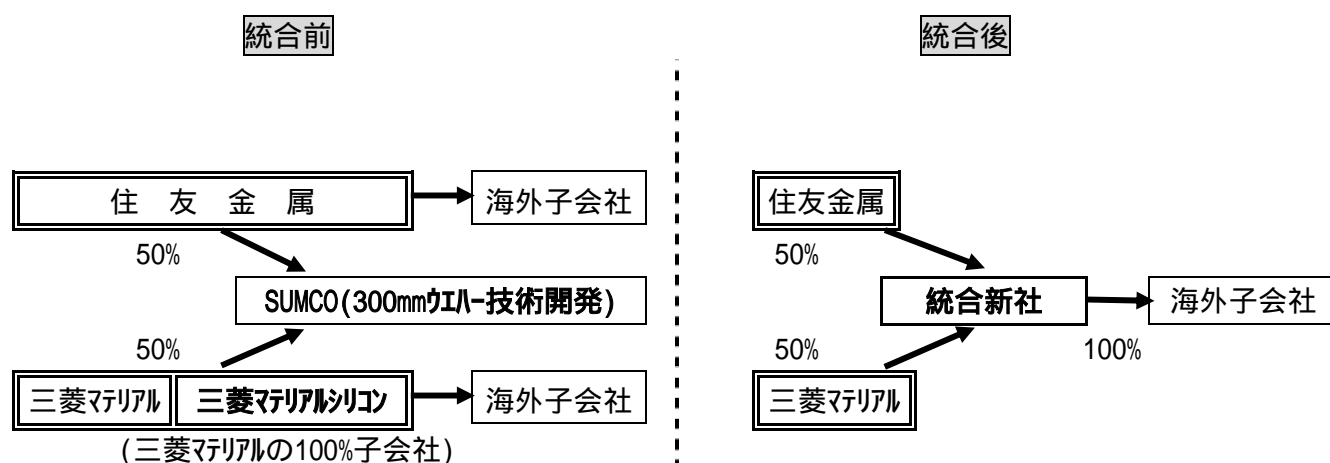 統合前
住 友 金 属
海外子会社
50%
SUMCO(300mmウエハー技術開発)
50%
三菱マテリアル
三菱マテリアルシリコン
海外子会社
(三菱マテリアルの100%子会社)
統合後
住友金属
50%
統合新社
海外子会社
50%
100%
三菱マテリアル